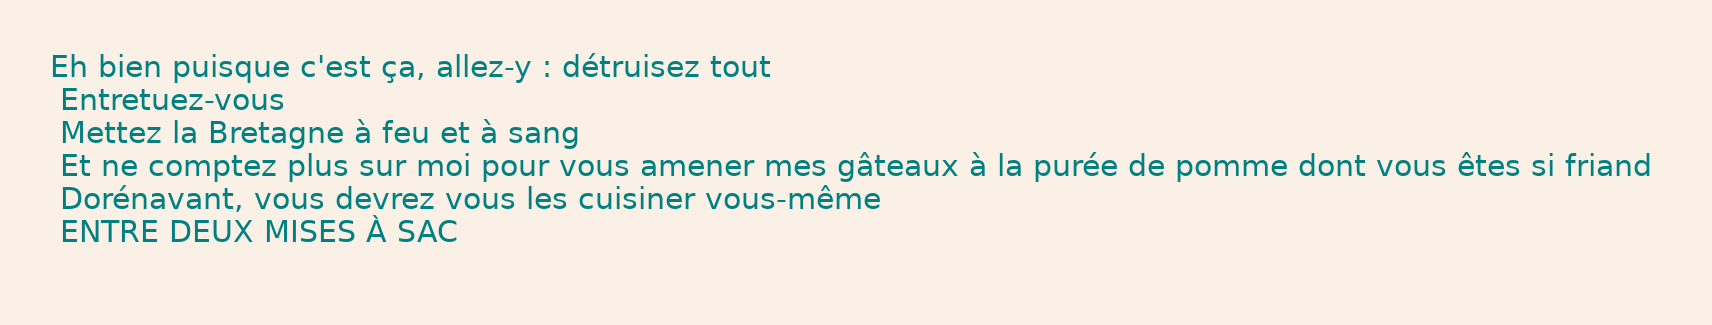 Eh bien puisque c'est ça, allez-y : détruisez tout
Entretuez-vous
Mettez la Bretagne à feu et à sang
Et ne comptez plus sur moi pour vous amener mes gâteaux à la purée de pomme dont vous êtes si friand
Dorénavant, vous devrez vous les cuisiner vous-même
ENTRE DEUX MISES À SAC